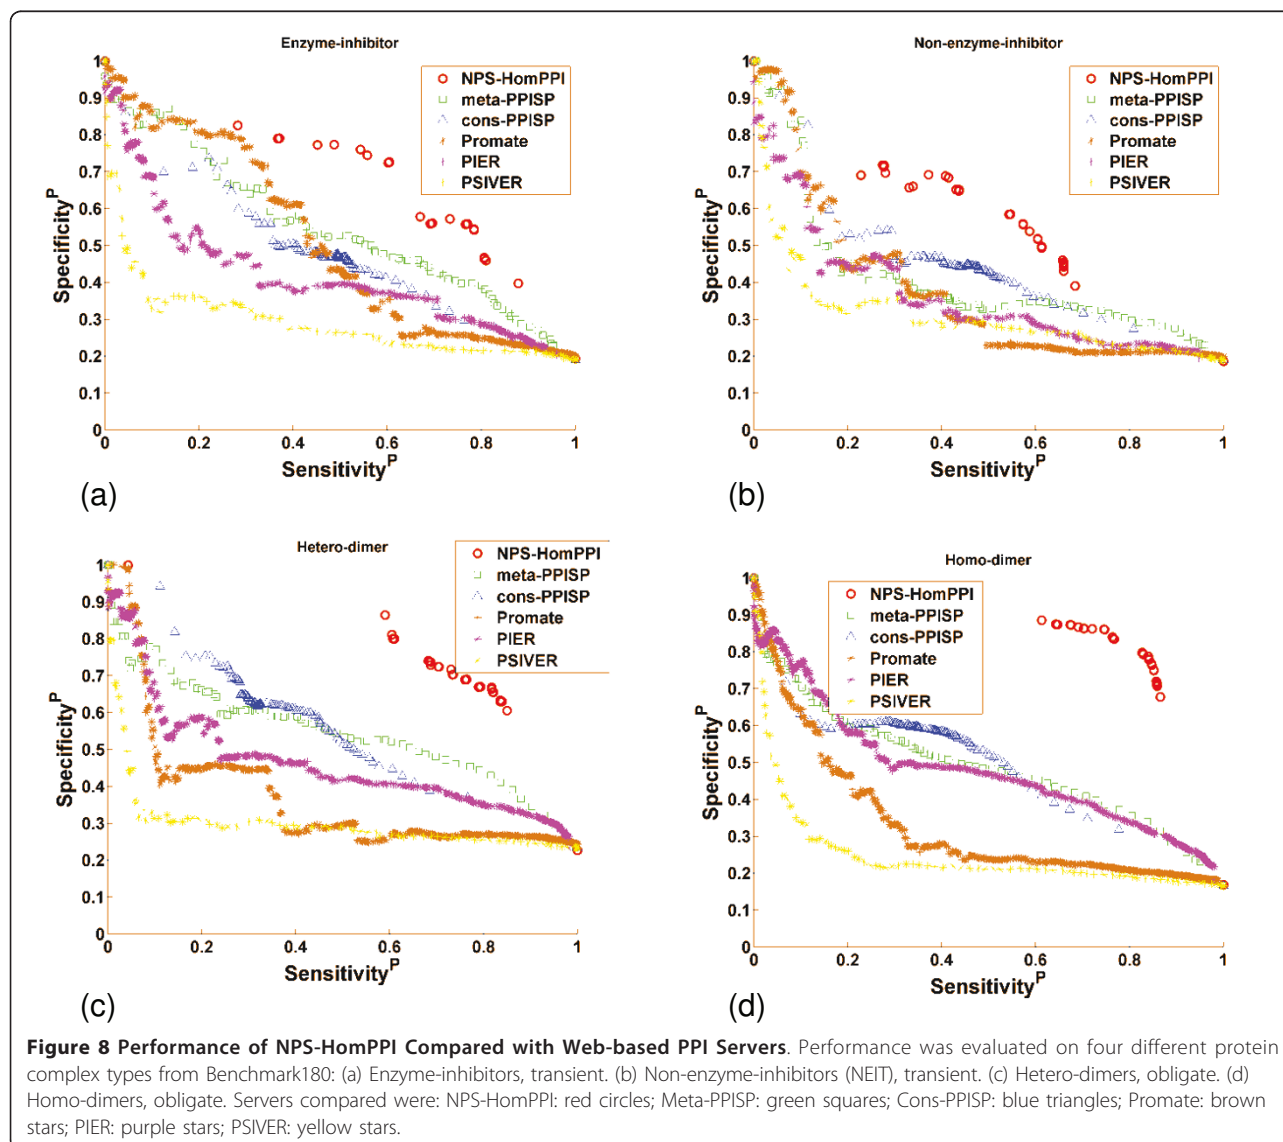 Enzyme-inhibitor
1
0.9
0.8
0.7
0.6
0.5
0.4
0.3
0.2
0.1
0
Specificity^P
0
0.2
0.4
0.6
0.8
1
Sensitivity^P
NPS-HomPPI
meta-PPISP
cons-PPISP
Promate
PIER
PSIVER
(a)
Non-enzyme-inhibitor
1
0.9
0.8
0.7
0.6
0.5
0.4
0.3
0.2
0.1
0
Specificity^P
0
0.2
0.4
0.6
0.8
1
Sensitivity^P
NPS-HomPPI
meta-PPISP
cons-PPISP
Promate
PIER
PSIVER
(b)
Hetero-dimer
1
0.9
0.8
0.7
0.6
0.5
0.4
0.3
0.2
0.1
0
Specificity^P
0
0.2
0.4
0.6
0.8
1
Sensitivity^P
NPS-HomPPI
meta-PPISP
cons-PPISP
Promate
PIER
PSIVER
(c)
Homo-dimer
1
0.9
0.8
0.7
0.6
0.5
0.4
0.3
0.2
0.1
0
Specificity^P
0
0.2
0.4
0.6
0.8
1
Sensitivity^P
NPS-HomPPI
meta-PPISP
cons-PPISP
Promate
PIER
PSIVER
(d)
Figure 8 Performance of NPS-HomPPI Compared with Web-based PPI Servers. Performance was evaluated on four different protein
complex types from Benchmark180: (a) Enzyme-inhibitors, transient. (b) Non-enzyme-inhibitors (NEIT), transient. (c) Hetero-dimers, obligate. (d)
Homo-dimers, obligate. Servers compared were: NPS-HomPPI: red circles; Meta-PPISP: green squares; Cons-PPISP: blue triangles; Promate: brown
stars; PIER: purple stars; PSIVER: yellow stars.